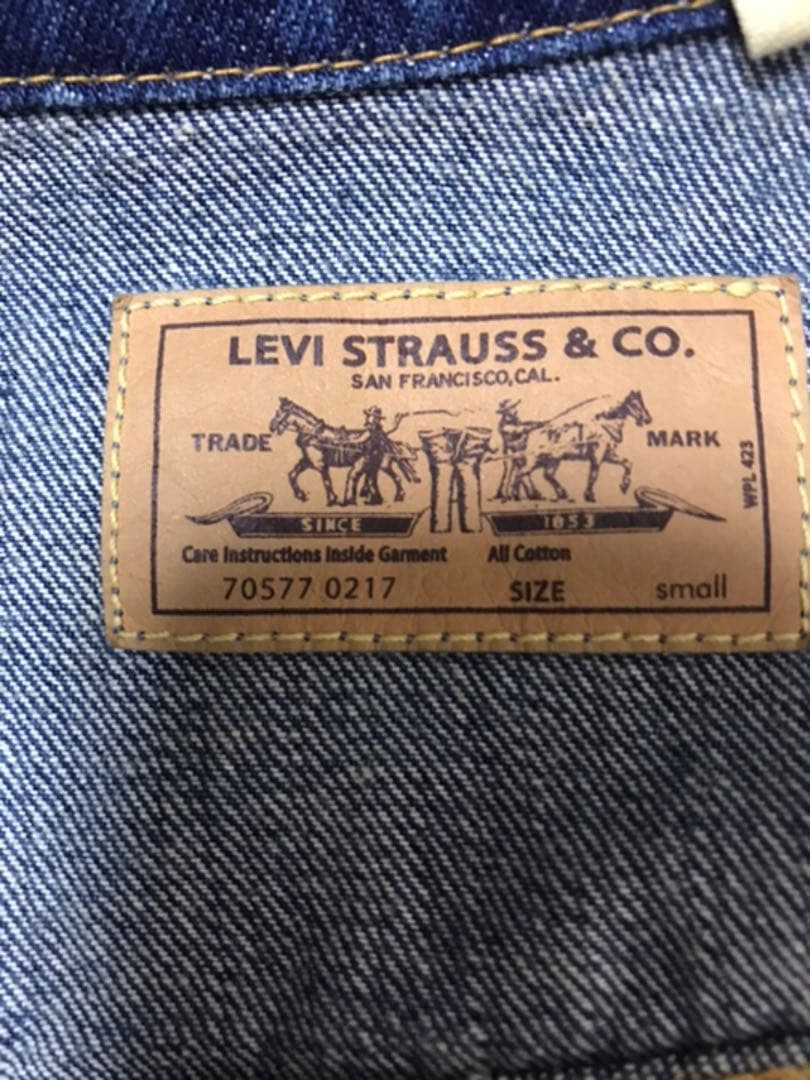 LEVI STRAUSS & CO.
SAN FRANCISCO, CAL.
TRADE MARK
WPL 423
SINCE 1853
Care Instructions Inside Garment All Cotton
70577 0217 SIZE small